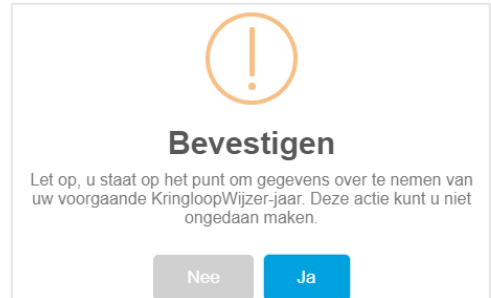 Bevestigen
Let op, u staat op het punt om gegevens over te nemen van
uw voorgaande KringloopWijzer-jaar. Deze actie kunt u niet
ongedaan maken.
Nee Ja